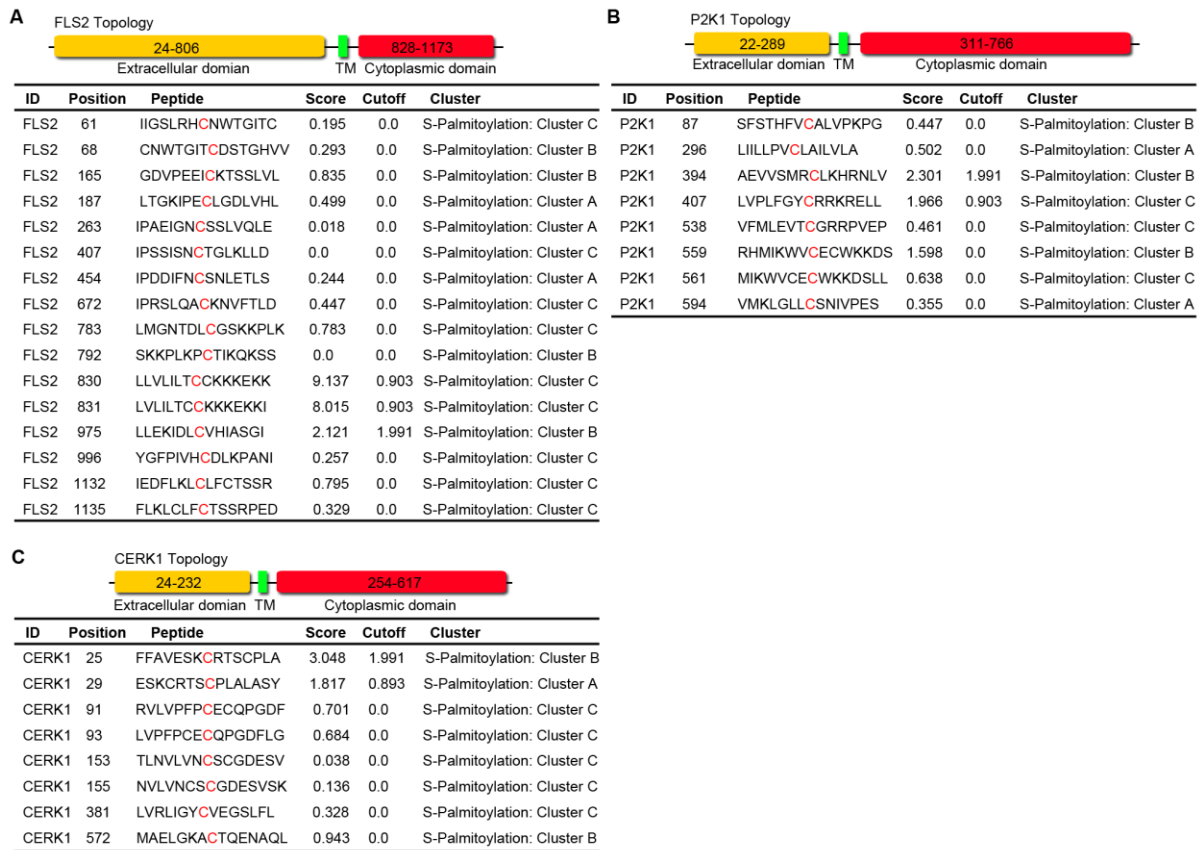 A
FLS2 Topology
24-806 828-1173
Extracellular domian TM Cytoplasmic domain
ID Position Peptide Score Cutoff Cluster
FLS2 61 IIGSLRHCNWTGITC 0.195 0.0 S-Palmitoylation: Cluster C
FLS2 68 CNWTGITCDSTGHVV 0.293 0.0 S-Palmitoylation: Cluster B
FLS2 165 GDVPEEICKTSSLVL 0.835 0.0 S-Palmitoylation: Cluster B
FLS2 187 LTGKIPECLGDLVHL 0.499 0.0 S-Palmitoylation: Cluster A
FLS2 263 IPAEIGNCSSLVQLE 0.018 0.0 S-Palmitoylation: Cluster A
FLS2 407 IPSSISNCTGLKLLD 0.0 0.0 S-Palmitoylation: Cluster C
FLS2 454 IPDDIFNCSNLETLS 0.244 0.0 S-Palmitoylation: Cluster A
FLS2 672 IPRSLQACKNVFTLD 0.447 0.0 S-Palmitoylation: Cluster C
FLS2 783 LMGNTDLCGSKKPLK 0.783 0.0 S-Palmitoylation: Cluster C
FLS2 792 SKKPLKPCTIKQKSS 0.0 0.0 S-Palmitoylation: Cluster B
FLS2 830 LLVLILTCCKKKEKK 9.137 0.903 S-Palmitoylation: Cluster C
FLS2 831 LVLILTCCKKKEKKI 8.015 0.903 S-Palmitoylation: Cluster C
FLS2 975 LLEKIDLCVHIASGI 2.121 1.991 S-Palmitoylation: Cluster B
FLS2 996 YGFPIVHCDLKPANI 0.257 0.0 S-Palmitoylation: Cluster C
FLS2 1132 IEDFLKLCLFCTSSR 0.795 0.0 S-Palmitoylation: Cluster C
FLS2 1135 FLKLCLFCTSSRPED 0.329 0.0 S-Palmitoylation: Cluster C
B
P2K1 Topology
22-289 311-766
Extracellular domian TM Cytoplasmic domain
ID Position Peptide Score Cutoff Cluster
P2K1 87 SFSTHFVCALVPKPG 0.447 0.0 S-Palmitoylation: Cluster B
P2K1 296 LIILLPVCLAILVLA 0.502 0.0 S-Palmitoylation: Cluster A
P2K1 394 AEVVSMRCLKHRNLV 2.301 1.991 S-Palmitoylation: Cluster B
P2K1 407 LVPLFGYCRRKRELL 1.966 0.903 S-Palmitoylation: Cluster C
P2K1 538 VFMLEVTCGRRPVEP 0.461 0.0 S-Palmitoylation: Cluster C
P2K1 559 RHMIKWVCECWKKDS 1.598 0.0 S-Palmitoylation: Cluster B
P2K1 561 MIKWVCECWKKDSLL 0.638 0.0 S-Palmitoylation: Cluster C
P2K1 594 VMKLGLLCSNIVPES 0.355 0.0 S-Palmitoylation: Cluster A
C
CERK1 Topology
24-232 254-617
Extracellular domian TM Cytoplasmic domain
ID Position Peptide Score Cutoff Cluster
CERK1 25 FFAVESKCRTSCPLA 3.048 1.991 S-Palmitoylation: Cluster B
CERK1 29 ESKCRTSCPLALASY 1.817 0.893 S-Palmitoylation: Cluster A
CERK1 91 RVLVPFPCECQPGDF 0.701 0.0 S-Palmitoylation: Cluster C
CERK1 93 LVPFPCECQPGDFLG 0.684 0.0 S-Palmitoylation: Cluster C
CERK1 153 TLNVLVNCSCGDESV 0.038 0.0 S-Palmitoylation: Cluster C
CERK1 155 NVLVNCSCGDESVSK 0.136 0.0 S-Palmitoylation: Cluster C
CERK1 381 LVRLIGYCVEGSLFL 0.328 0.0 S-Palmitoylation: Cluster C
CERK1 572 MAELGKACTQENAQL 0.943 0.0 S-Palmitoylation: Cluster B